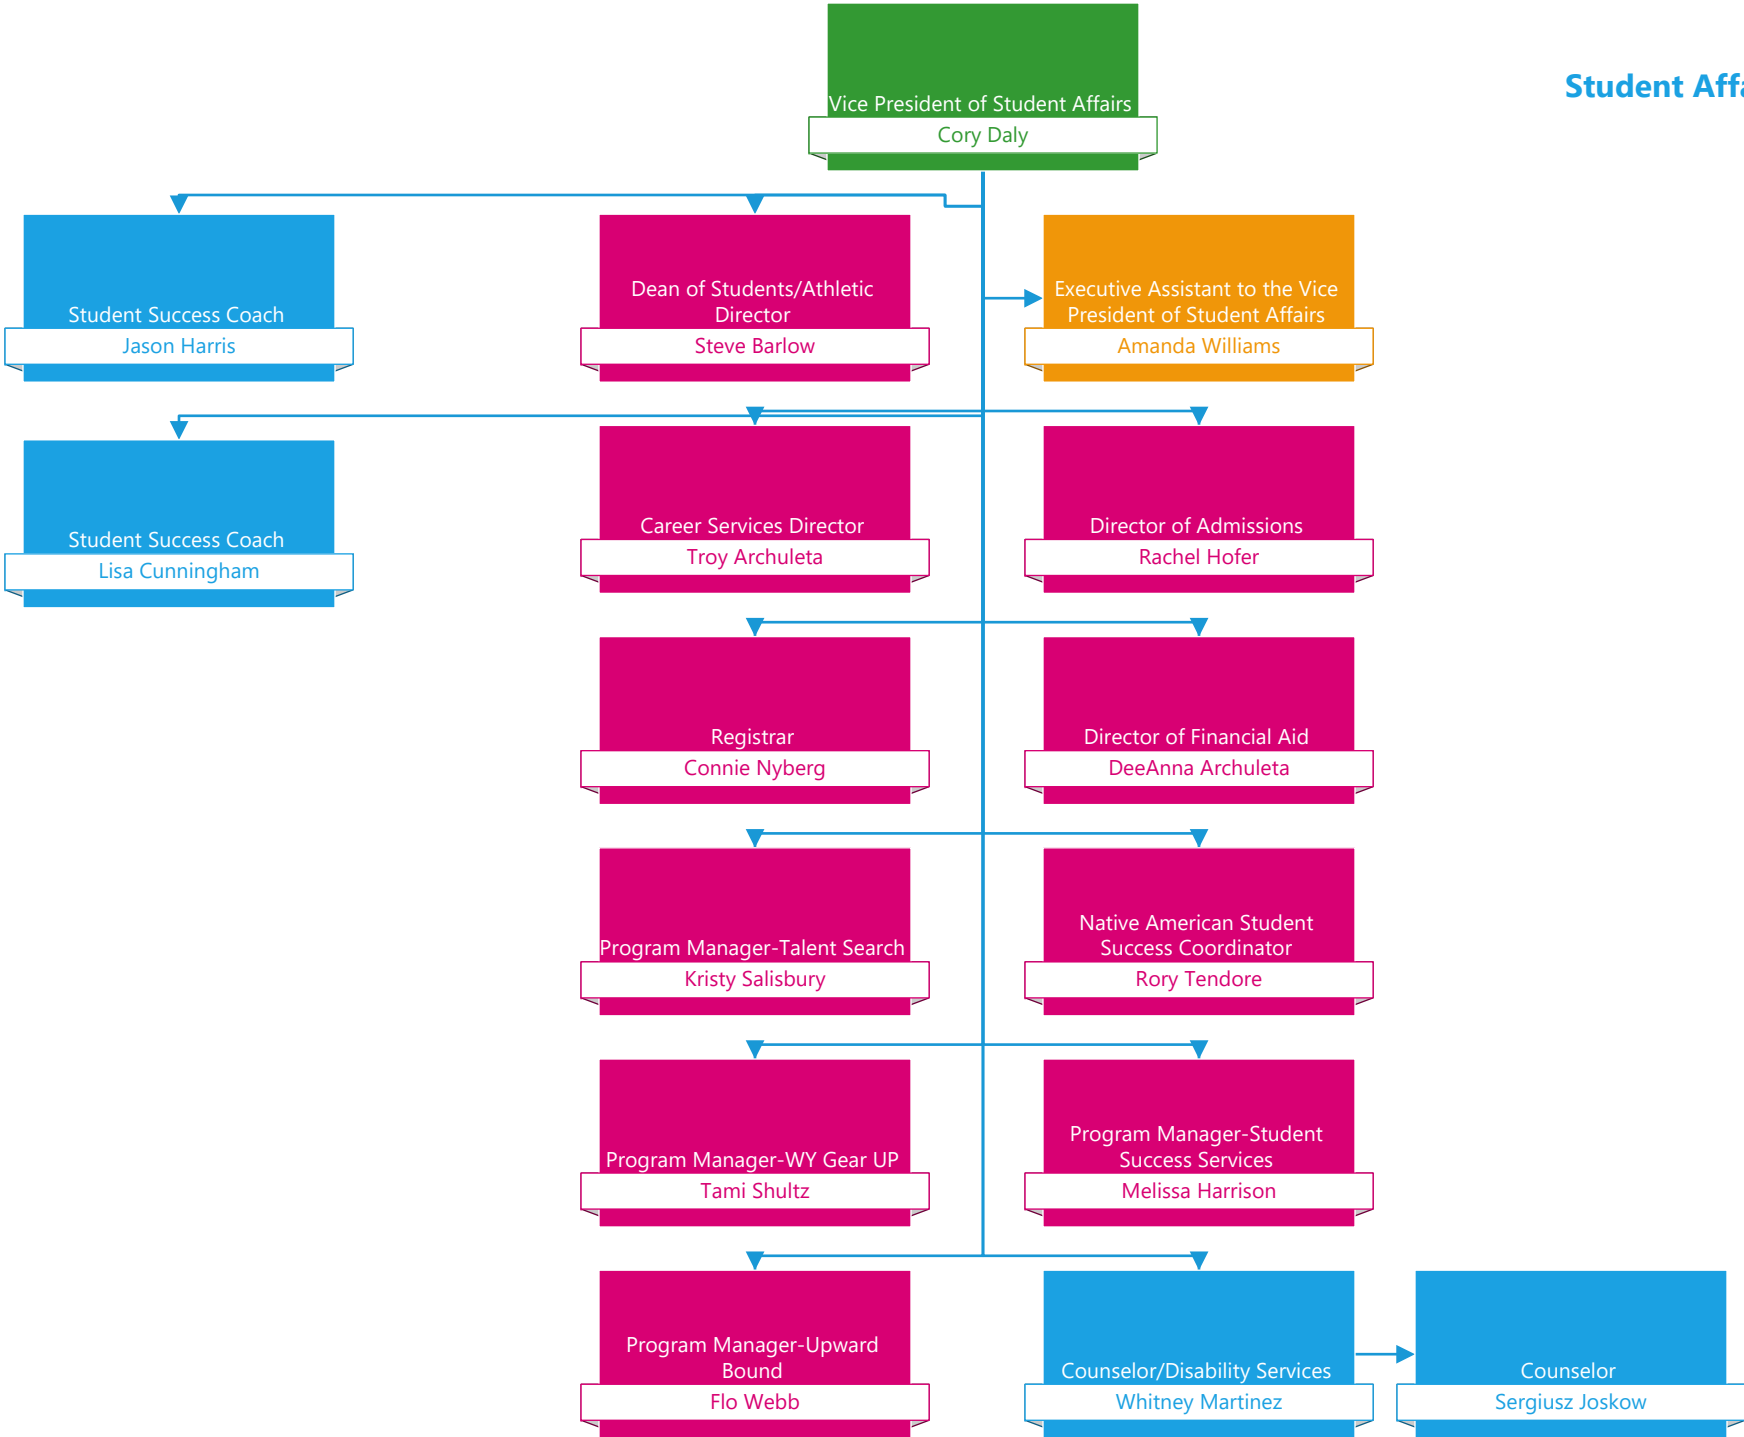 Vice President of Student Affairs
Cory Daly
Student
Student Success Coach
Jason Harris
Dean of Students/Athletic
Director
Steve Barlow
Executive Assistant to the Vice
President of Student Affairs
Amanda Williams
Student Success Coach
Lisa Cunningham
Career Services Director
Troy Archuleta
Director of Admissions
Rachel Hofer
Registrar
Connie Nyberg
Director of Financial Aid
DeeAnna Archuleta
Program Manager-Talent Search
Kristy Salisbury
Native American Student
Success Coordinator
Rory Tendore
Program Manager-WY Gear UP
Tami Shultz
Program Manager-Student
Success Services
Melissa Harrison
Program Manager-Upward
Bound
Flo Webb
Counselor/Disability Services
Whitney Martinez
Counselor
Sergiusz Joskow